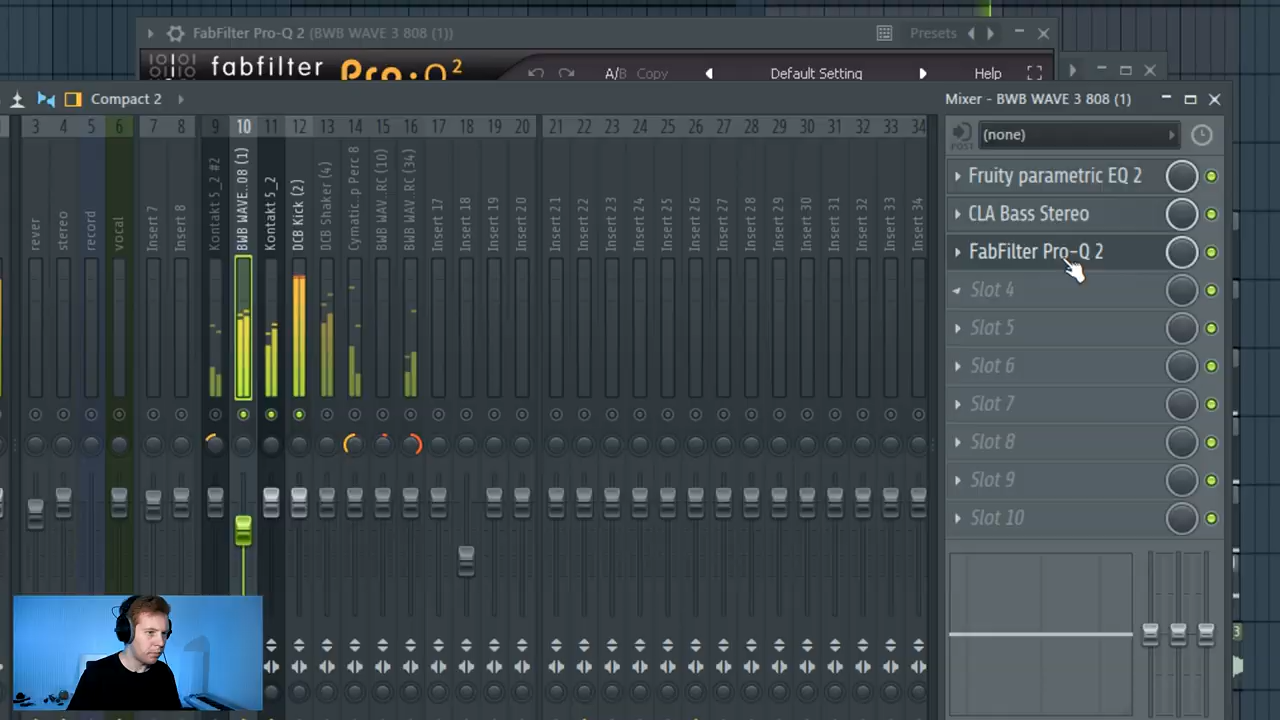 FabFilter Pro-Q 2 (BWB WAVE 3 808 (1))
Presets
fabfilter
Pro·Q²
A/B
Copy
Default Setting
Help
Compact 2
Mixer - BWB WAVE 3 808 (1)
3 4 5 6 7 8 9 10 11 12 13 14 15 16 17 18 19 20 21 22 23 24 25 26 27 28 29 30 31 32 33 34
POST
(none)
rever
stereo
record
vocal
Insert 7
Insert 8
Kontakt 5_2 #2
BWB WAVE..08 (1)
Kontakt 5_2
DCB Kick (2)
DCB Shaker (4)
Cymatic..p Perc 8
BWB WAV..RC (10)
BWB WAV..RC (34)
Insert 17
Insert 18
Insert 19
Insert 20
Insert 21
Insert 22
Insert 23
Insert 24
Insert 25
Insert 26
Insert 27
Insert 28
Insert 29
Insert 30
Insert 31
Insert 32
Insert 33
Insert 34
Fruity parametric EQ 2
CLA Bass Stereo
FabFilter Pro-Q 2
Slot 4
Slot 5
Slot 6
Slot 7
Slot 8
Slot 9
Slot 10
3